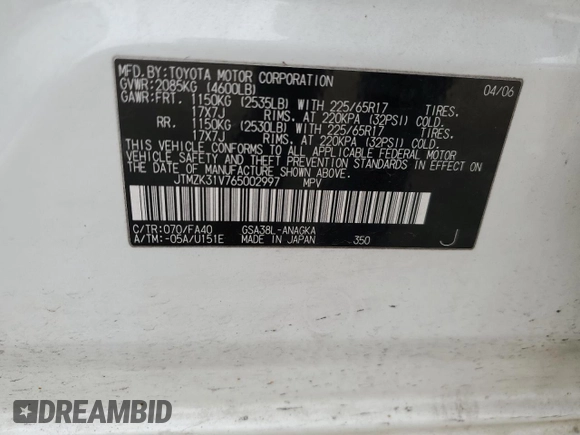 MFD.BY:TOYOTA MOTOR CORPORATION 04/06
GVWR:2085KG (4600LB)
GAWR:FRT. 1150KG (2535LB) WITH 225/65R17 TIRES.
17X7J RIMS. AT 220KPA (32PSI) COLD.
RR. 1150KG (2530LB) WITH 225/65R17 TIRES.
17X7J RIMS. AT 220KPA (32PSI) COLD.
THIS VEHICLE CONFORMS TO ALL APPLICABLE FEDERAL MOTOR
VEHICLE SAFETY AND THEFT PREVENTION STANDARDS IN EFFECT ON
THE DATE OF MANUFACTURE SHOWN ABOVE.
JTMZK31V765002997 MPV
C/TR:070/FA40 GSA38L-ANAGKA
A/TM:-05A/U151E MADE IN JAPAN 350 J
DREAMBID